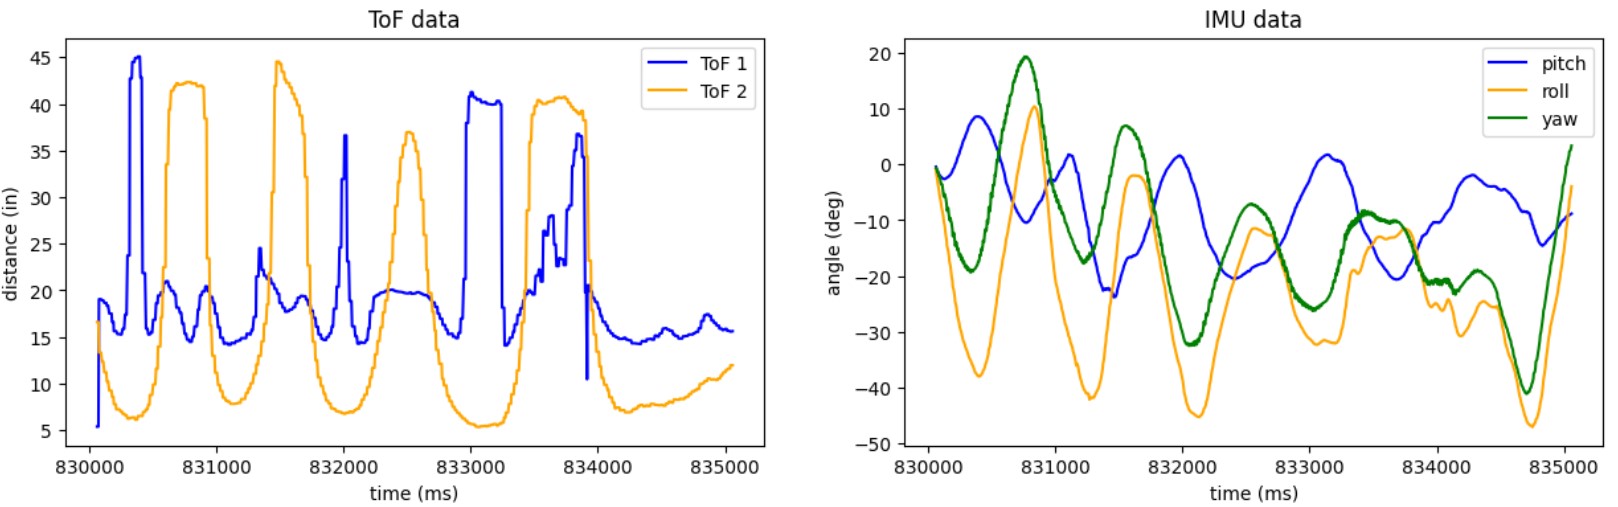 ToF data
distance (in)
45
40
35
30
25
20
15
10
5
ToF 1
ToF 2
830000 831000 832000 833000 834000 835000
time (ms)
IMU data
angle (deg)
20
10
0
−10
−20
−30
−40
−50
pitch
roll
yaw
830000 831000 832000 833000 834000 835000
time (ms)